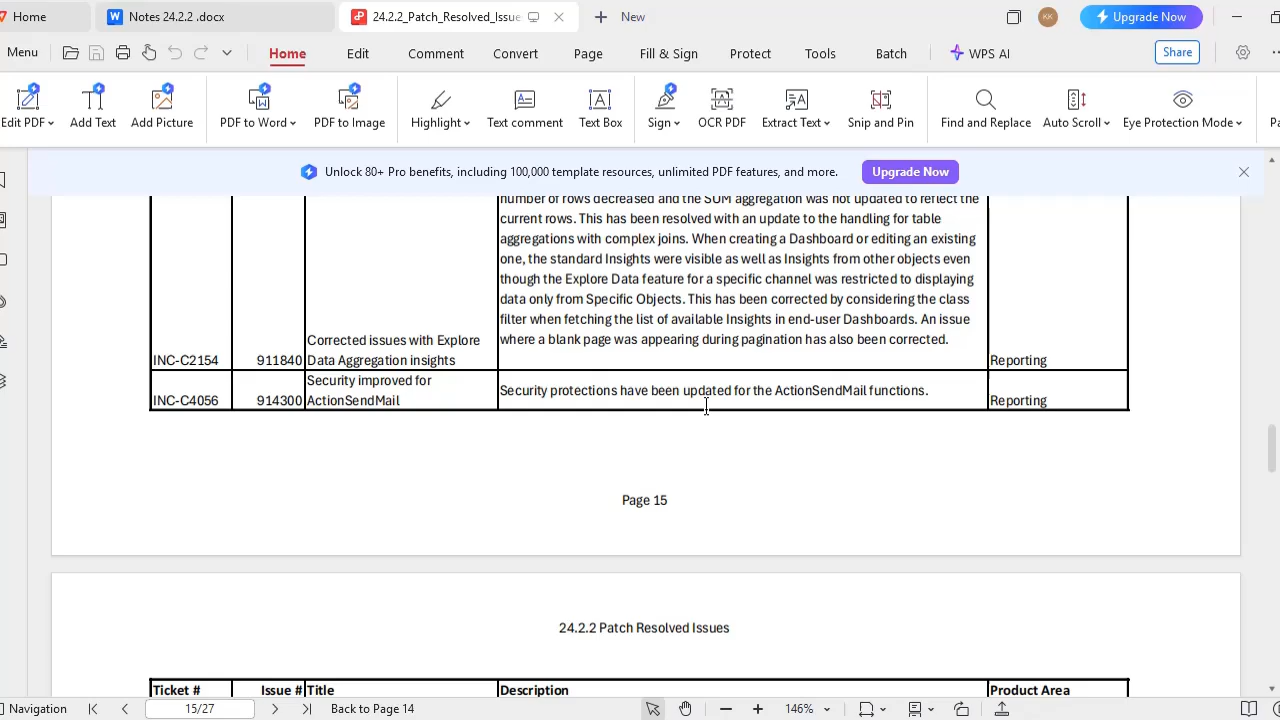 Home
Notes 24.2.2 .docx
24.2.2_Patch_Resolved_Issue
New
KK
Upgrade Now
Menu
Home
Edit
Comment
Convert
Page
Fill & Sign
Protect
Tools
Batch
WPS AI
Share
Edit PDF
Add Text
Add Picture
PDF to Word
PDF to Image
Highlight
Text comment
Text Box
Sign
OCR PDF
Extract Text
Snip and Pin
Find and Replace
Auto Scroll
Eye Protection Mode
Unlock 80+ Pro benefits, including 100,000 template resources, unlimited PDF features, and more.
Upgrade Now
number of rows decreased and the SUM aggregation was not updated to reflect the
current rows. This has been resolved with an update to the handling for table
aggregations with complex joins. When creating a Dashboard or editing an existing
one, the standard Insights were visible as well as Insights from other objects even
though the Explore Data feature for a specific channel was restricted to displaying
data only from Specific Objects. This has been corrected by considering the class
filter when fetching the list of available Insights in end-user Dashboards. An issue
where a blank page was appearing during pagination has also been corrected.
Corrected issues with Explore
Data Aggregation insights
INC-C2154
911840
Reporting
Security improved for
ActionSendMail
Security protections have been updated for the ActionSendMail functions.
INC-C4056
914300
Reporting
Page 15
24.2.2 Patch Resolved Issues
Ticket # Issue # Title Description Product Area
Navigation
15/27
Back to Page 14
146%